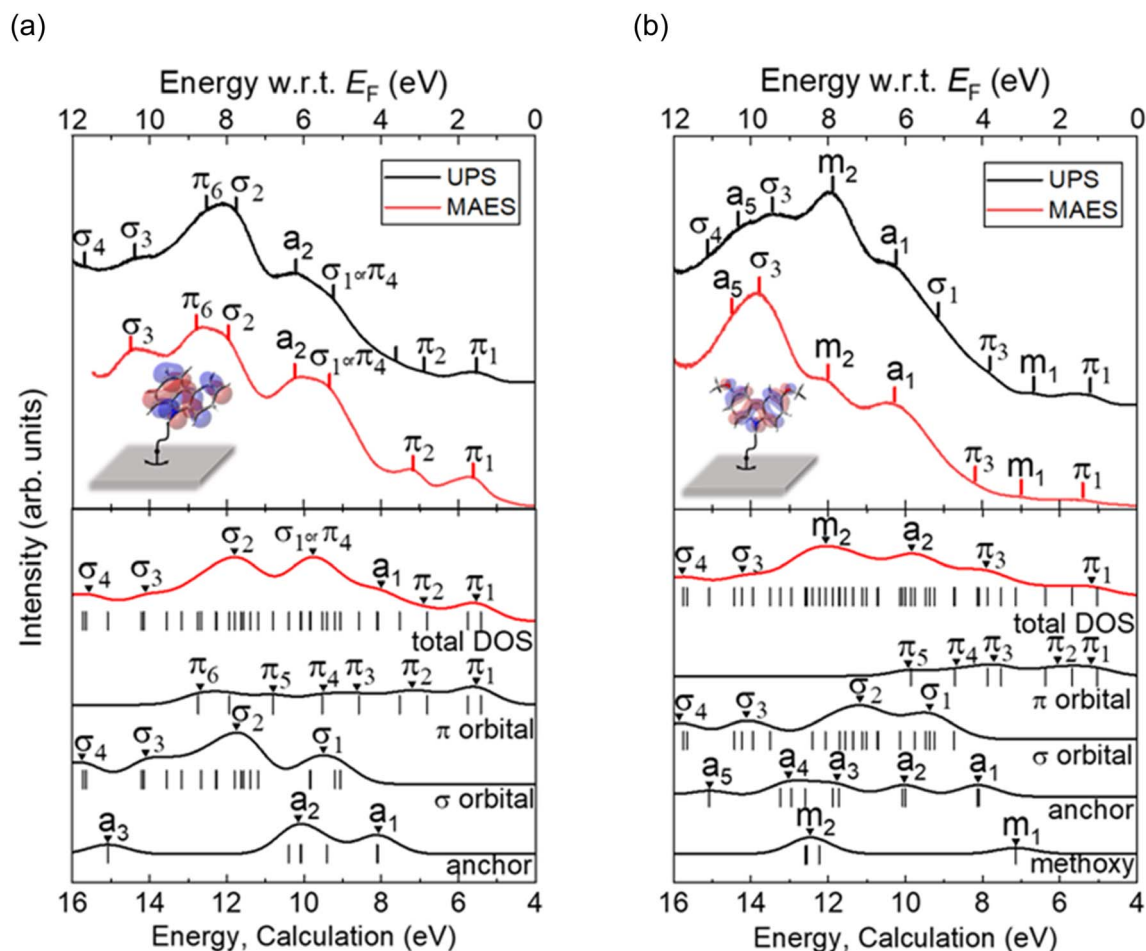 (a)
Energy w.r.t. E_F (eV)
12 10 8 6 4 2 0
UPS
MAES
π₆ σ₂
σ₄ σ₃
a₂
σ₁ or π₄
π₂ π₁
π₆ σ₂
σ₃
a₂ σ₁ or π₄
π₂ π₁
Intensity (arb. units)
σ₂ σ₁ or π₄
σ₄ σ₃ a₁ π₂ π₁
total DOS
π₆ π₅ π₄ π₃ π₂ π₁
π orbital
σ₄ σ₃ σ₂ σ₁
σ orbital
a₃ a₂ a₁
anchor
16 14 12 10 8 6 4
Energy, Calculation (eV)
(b)
Energy w.r.t. E_F (eV)
12 10 8 6 4 2 0
UPS
MAES
m₂
σ₄ a₅ σ₃
a₁
σ₁
π₃ m₁ π₁
a₅ σ₃
m₂
a₁
π₃ m₁ π₁
m₂ a₂
σ₄ σ₃ π₃ π₁
total DOS
π₅ π₄ π₃ π₂ π₁
π orbital
σ₄ σ₃ σ₂ σ₁
σ orbital
a₅ a₄ a₃ a₂ a₁
anchor
m₂ m₁
methoxy
16 14 12 10 8 6 4
Energy, Calculation (eV)